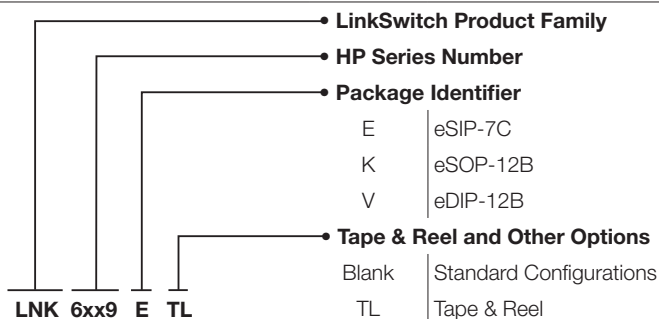 LinkSwitch Product Family
HP Series Number
Package Identifier
E eSIP-7C
K eSOP-12B
V eDIP-12B
Tape & Reel and Other Options
Blank Standard Configurations
TL Tape & Reel
LNK 6xx9 E TL